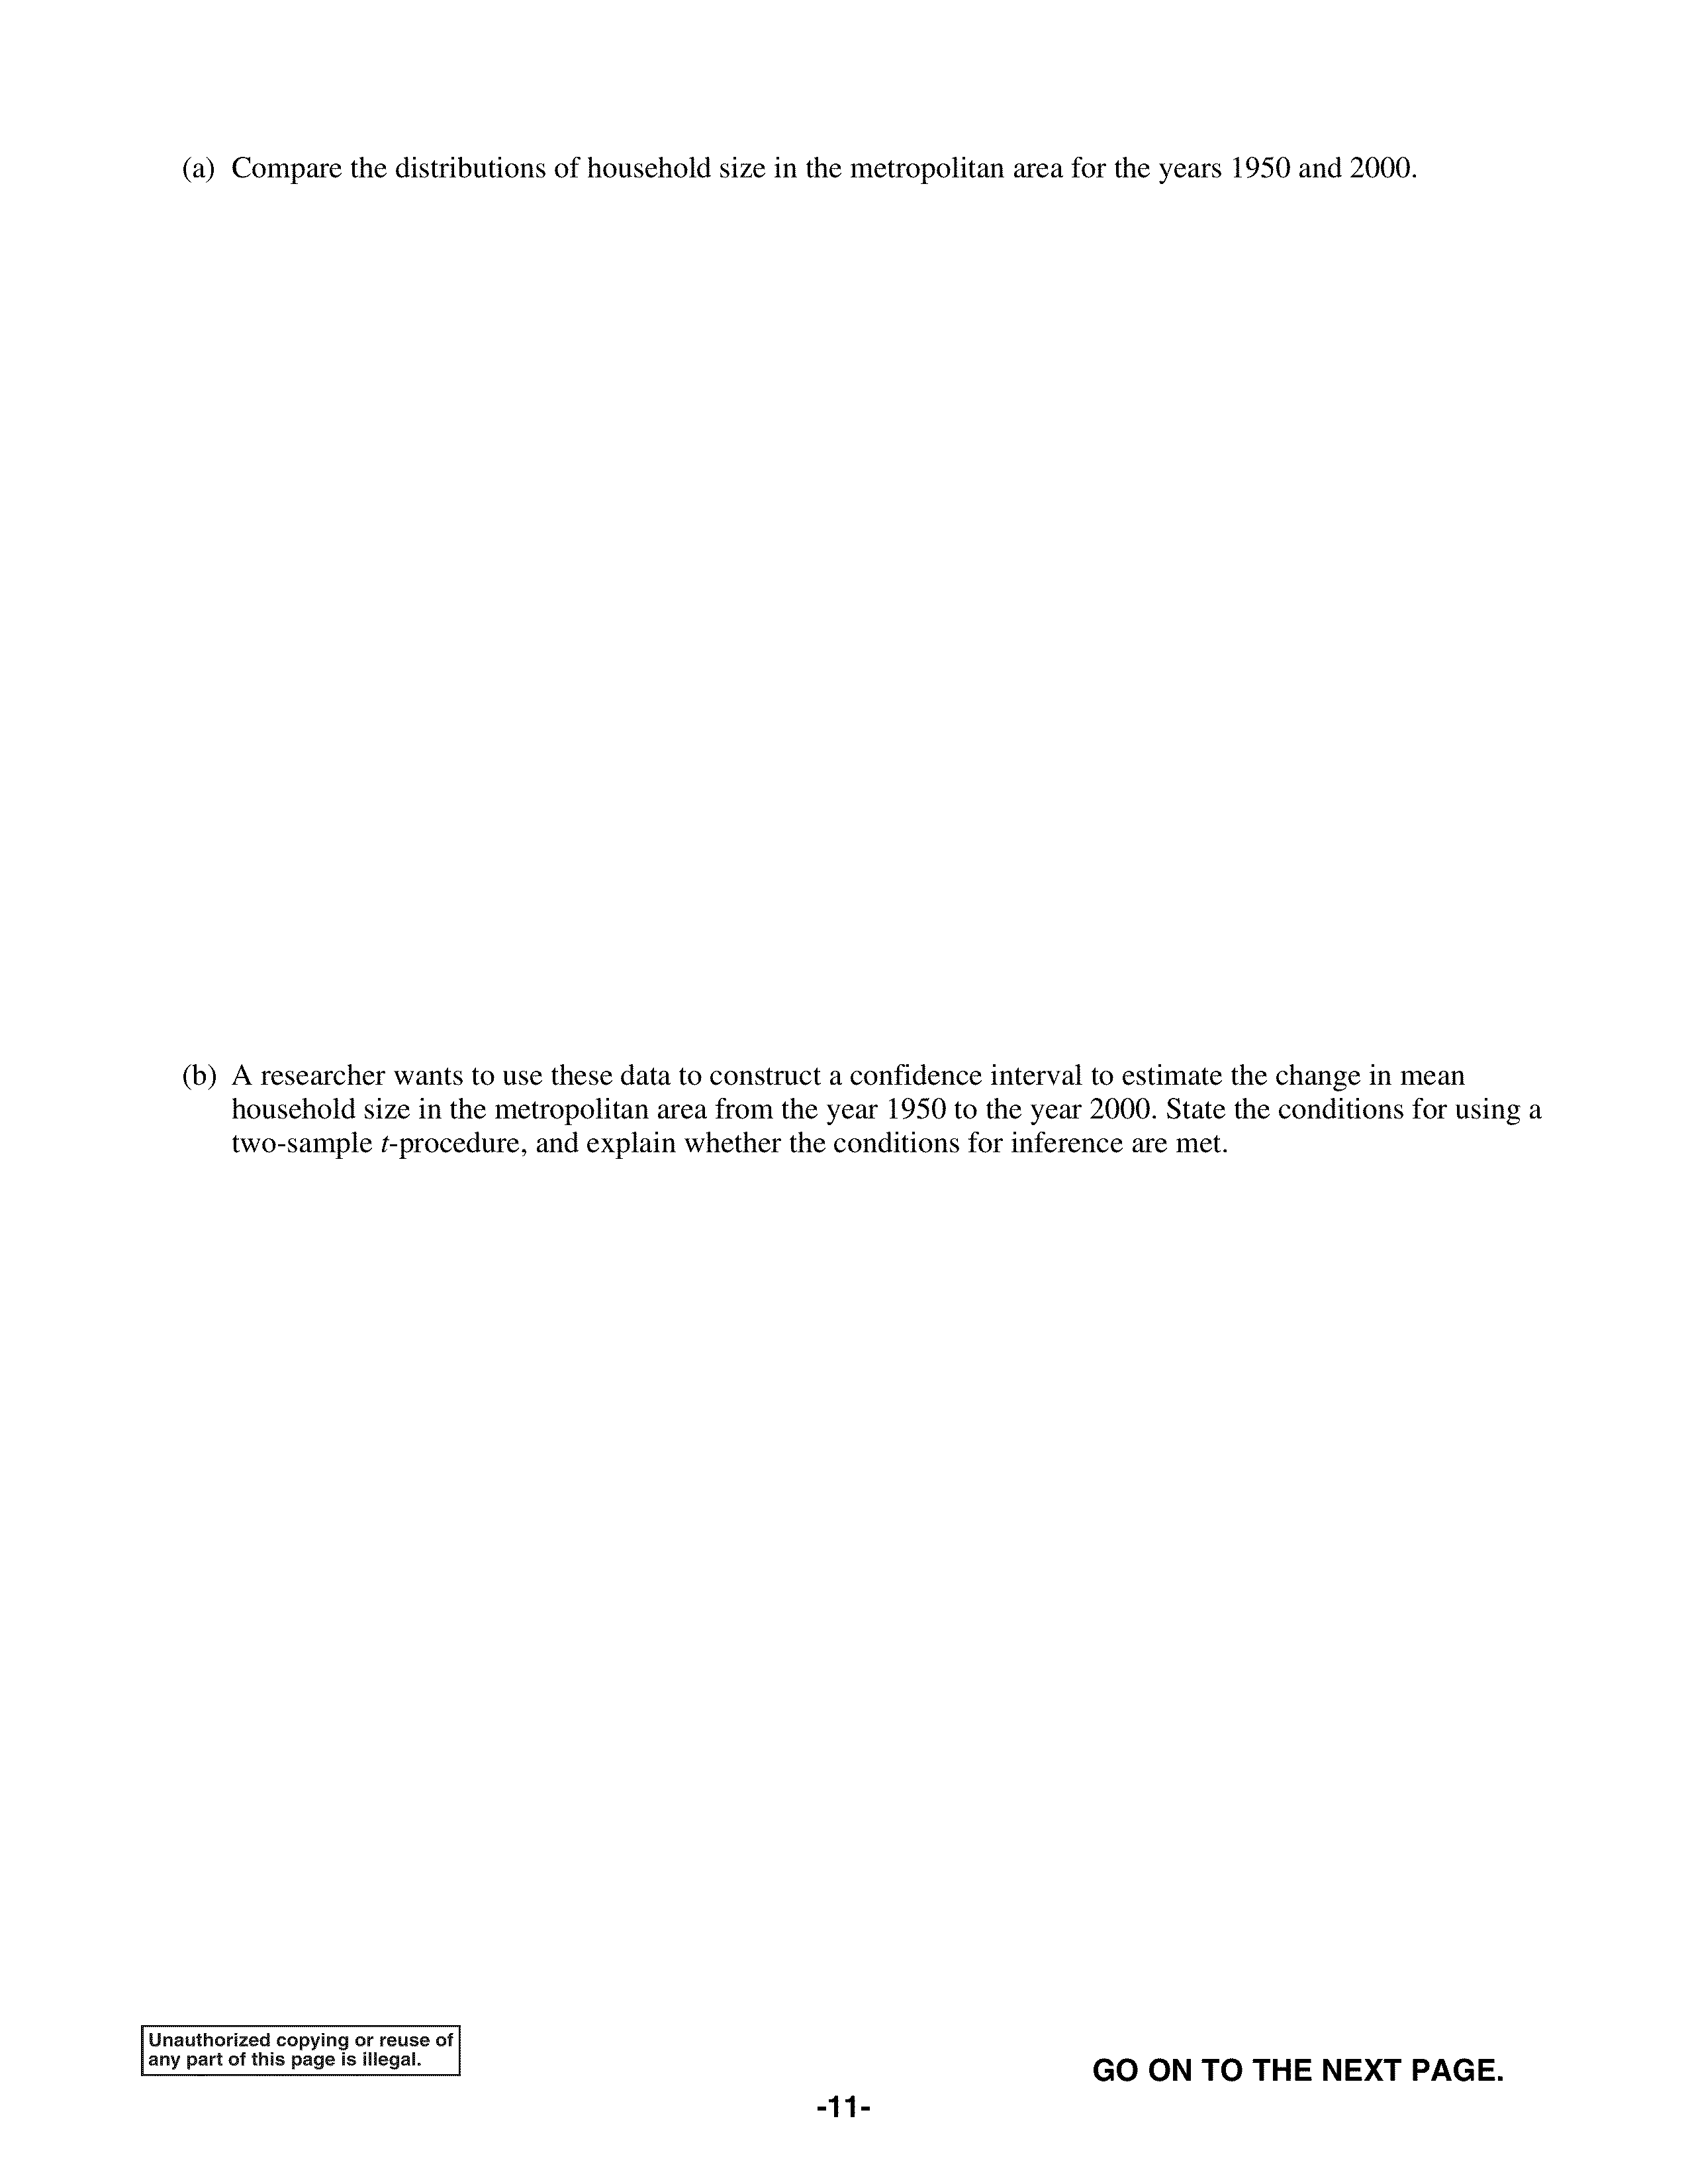 (a) Compare the distributions of household size in the metropolitan area for the years 1950 and 2000.
(b) A researcher wants to use these data to construct a confidence interval to estimate the change in mean
household size in the metropolitan area from the year 1950 to the year 2000. State the conditions for using a
two-sample t-procedure, and explain whether the conditions for inference are met.
Unauthorized copying or reuse of
any part of this page is illegal.
GO ON TO THE NEXT PAGE.
-11-